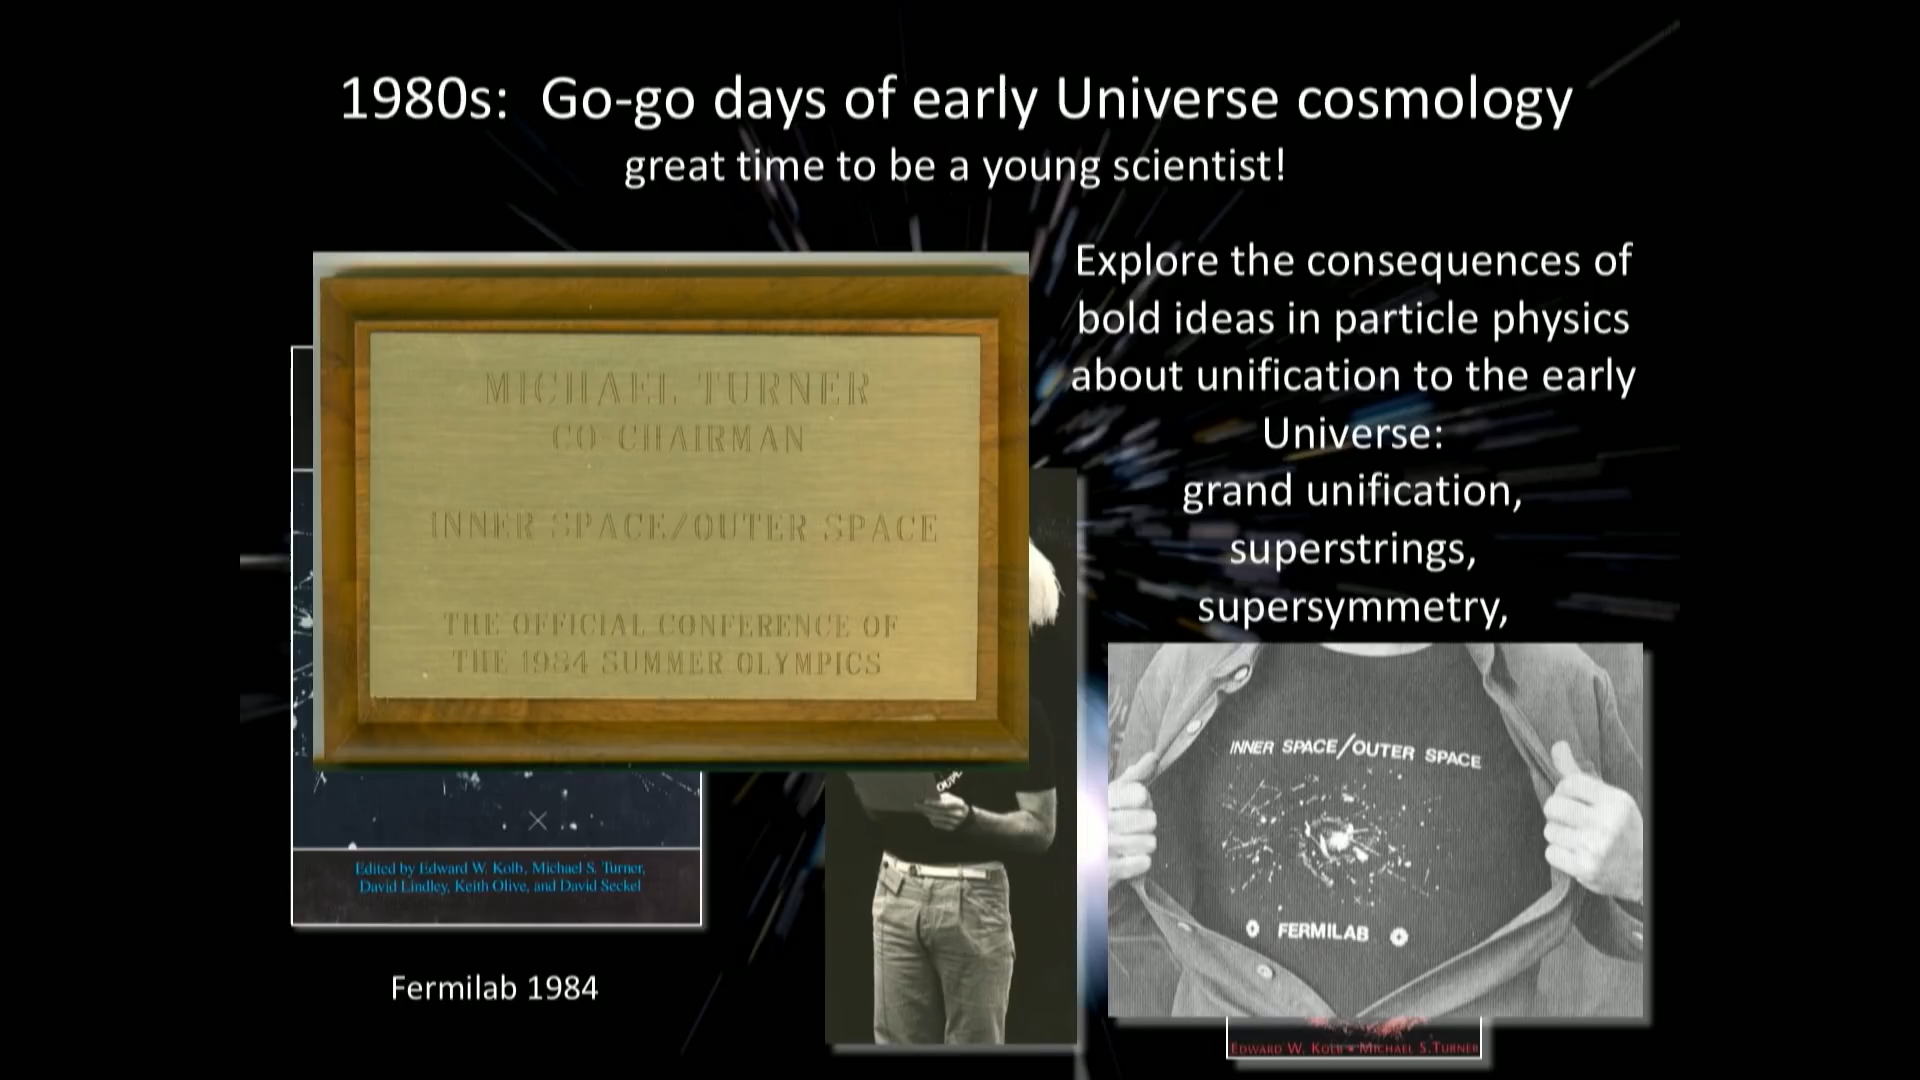 1980s: Go-go days of early Universe cosmology
great time to be a young scientist!
MICHAEL TURNER
CO-CHAIRMAN
INNER SPACE/OUTER SPACE
THE OFFICIAL CONFERENCE OF
THE 1984 SUMMER OLYMPICS
Edited by Edward W. Kolb, Michael S. Turner,
David Lindley, Keith Olive, and David Seckel
Fermilab 1984
Explore the consequences of
bold ideas in particle physics
about unification to the early
Universe:
grand unification,
superstrings,
supersymmetry,
INNER SPACE/OUTER SPACE
FERMILAB
EDWARD W. KOLB • MICHAEL S. TURNER